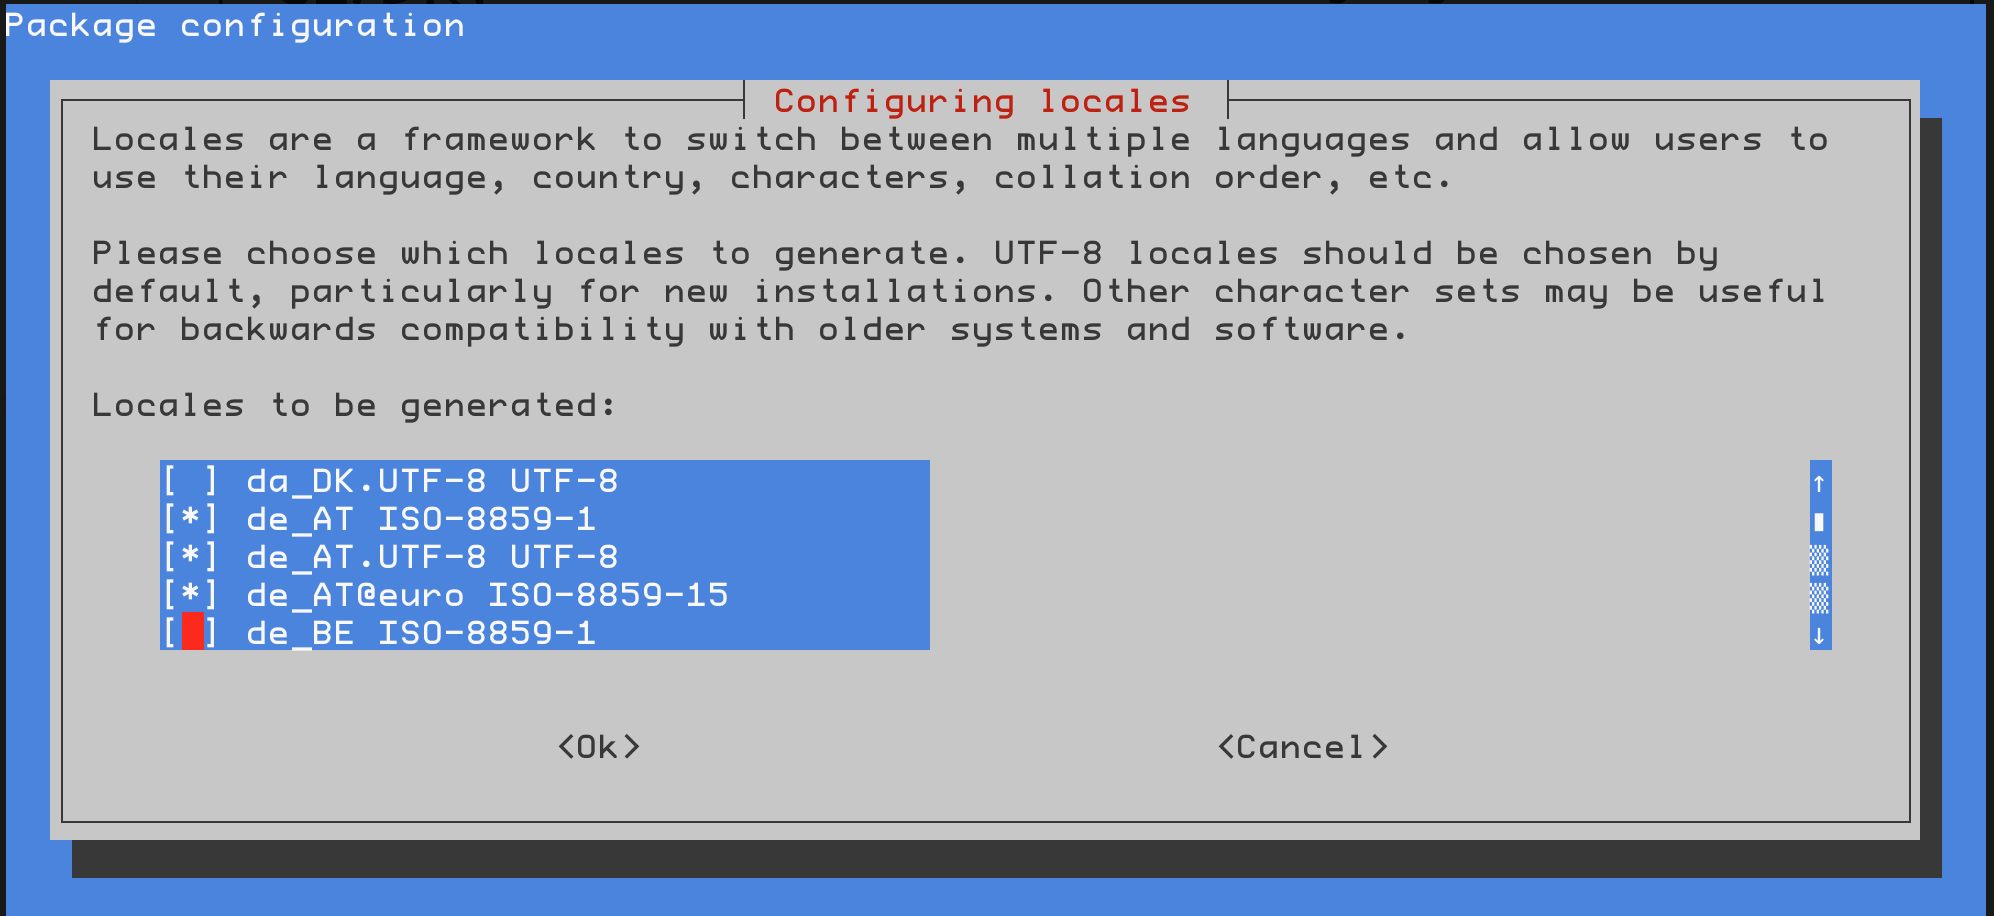 Package configuration
Configuring locales
Locales are a framework to switch between multiple languages and allow users to
use their language, country, characters, collation order, etc.
Please choose which locales to generate. UTF-8 locales should be chosen by
default, particularly for new installations. Other character sets may be useful
for backwards compatibility with older systems and software.
Locales to be generated:
[ ] da_DK.UTF-8 UTF-8
[*] de_AT ISO-8859-1
[*] de_AT.UTF-8 UTF-8
[*] de_AT@euro ISO-8859-15
[ ] de_BE ISO-8859-1
<Ok> <Cancel>